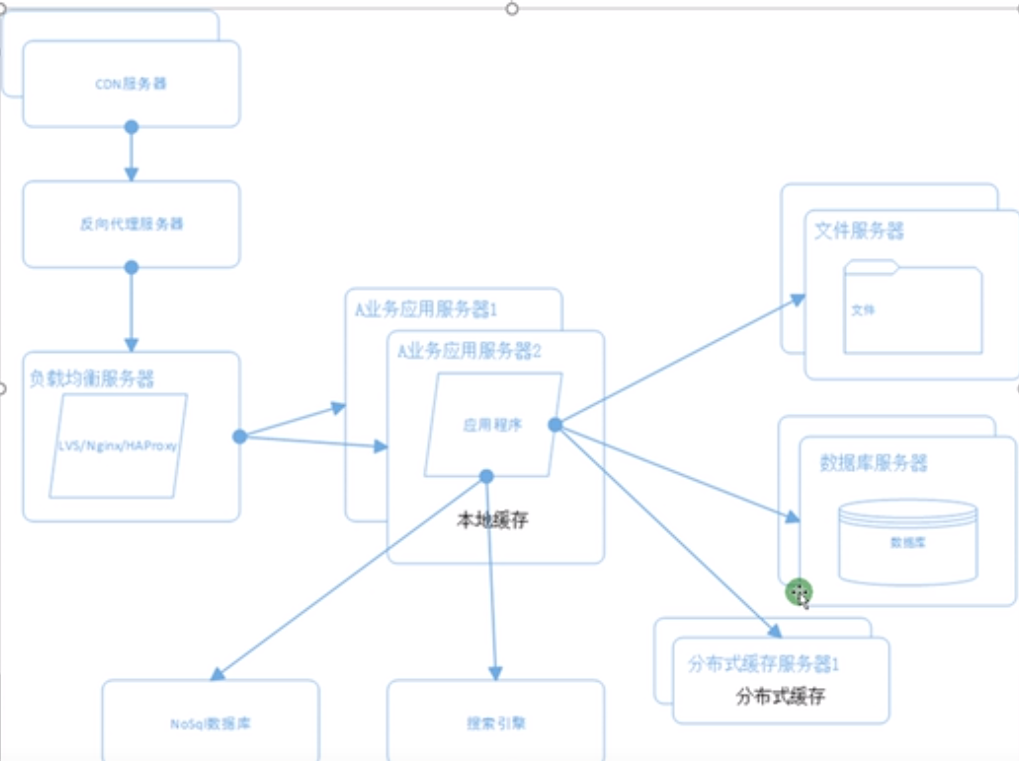 CDN服务器
反向代理服务器
负载均衡服务器
LVS/Nginx/HAProxy
A业务应用服务器1
A业务应用服务器2
应用程序
本地缓存
文件服务器
文件
数据库服务器
数据库
分布式缓存服务器1
分布式缓存
NoSql数据库
搜索引擎